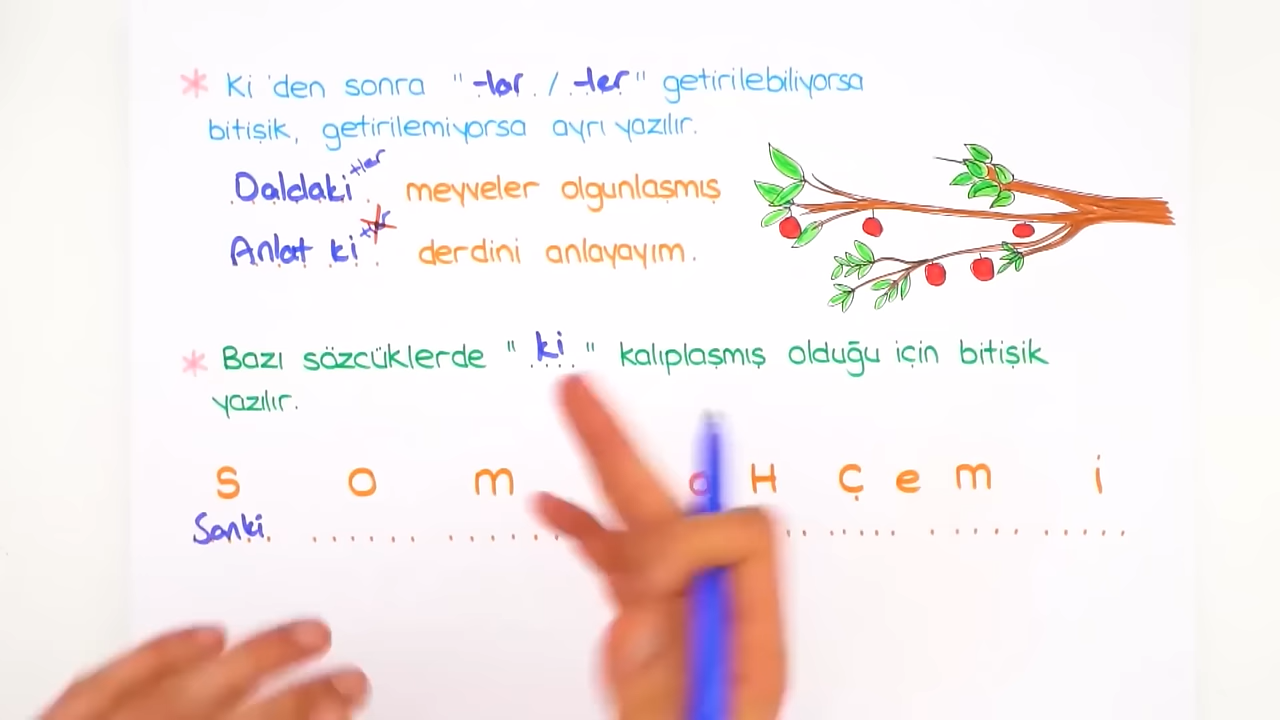 * Ki 'den sonra "-lar / -ler" getirilebiliyorsa
bitişik, getirilemiyorsa ayrı yazılır.
Daldaki +ler meyveler olgunlaşmış
Anlat ki +ler derdini anlayayım.
* Bazı sözcüklerde "ki" kalıplaşmış olduğu için bitişik
yazılır.
S O m H Ç e m i
Sanki